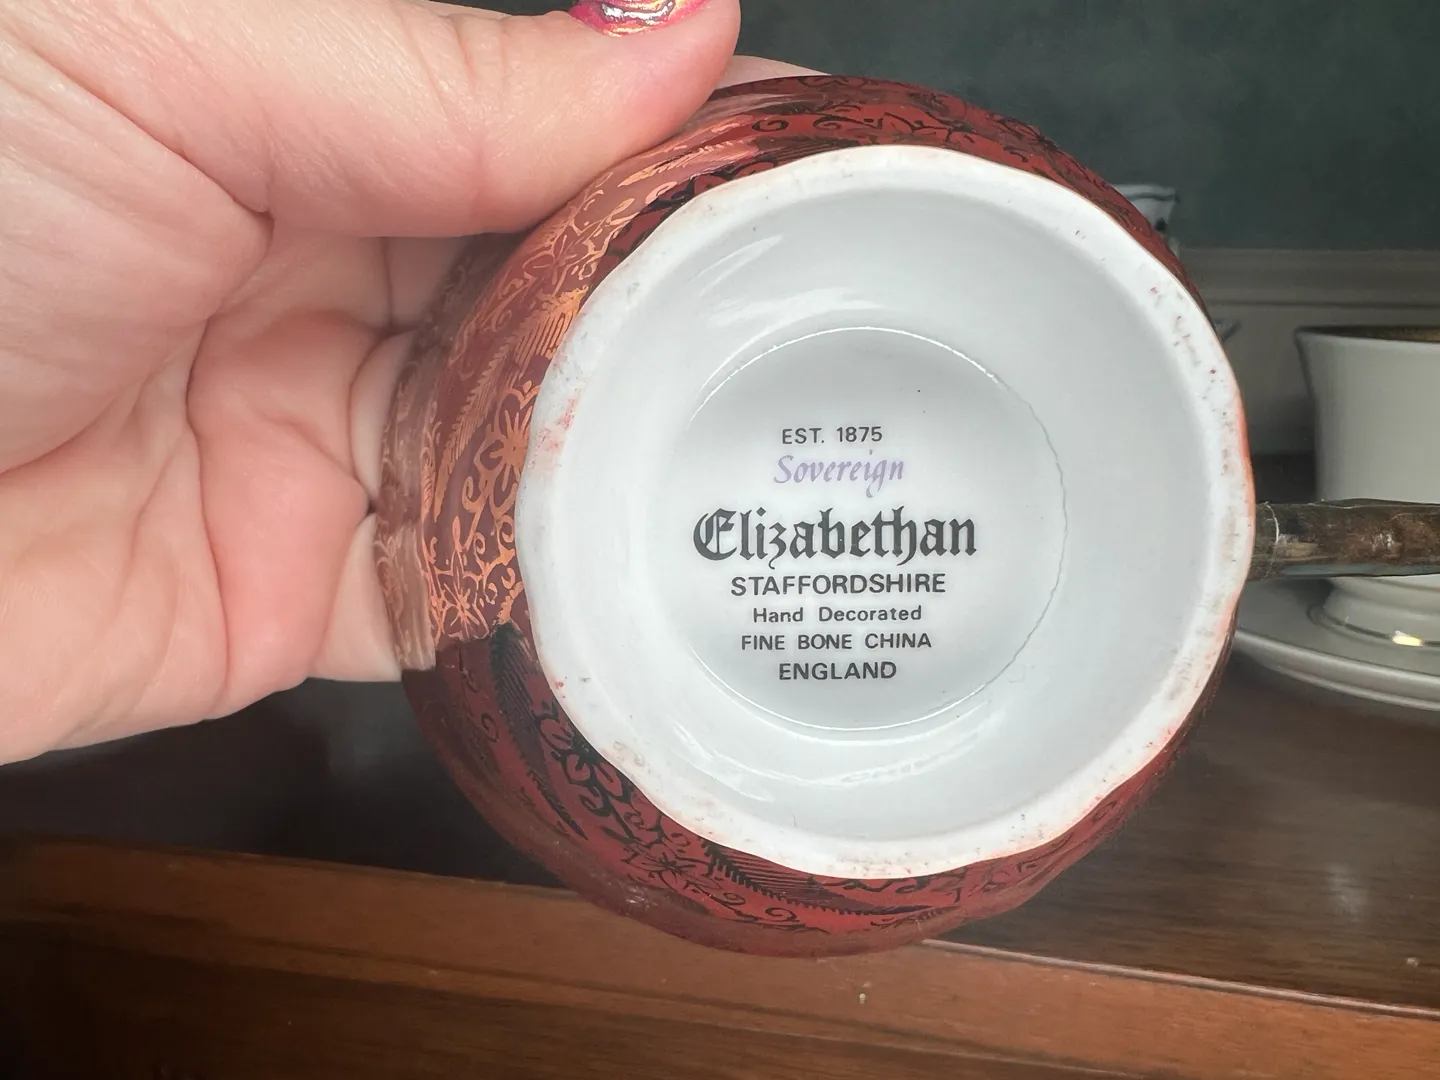 EST. 1875
Sovereign
Elizabethan
STAFFORDSHIRE
Hand Decorated
FINE BONE CHINA
ENGLAND